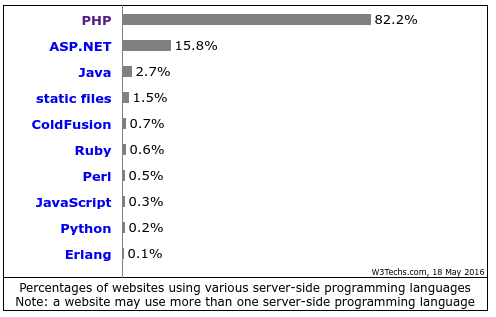 PHP 82.2%
ASP.NET 15.8%
Java 2.7%
static files 1.5%
ColdFusion 0.7%
Ruby 0.6%
Perl 0.5%
JavaScript 0.3%
Python 0.2%
Erlang 0.1%
W3Techs.com, 18 May 2016
Percentages of websites using various server-side programming languages
Note: a website may use more than one server-side programming language